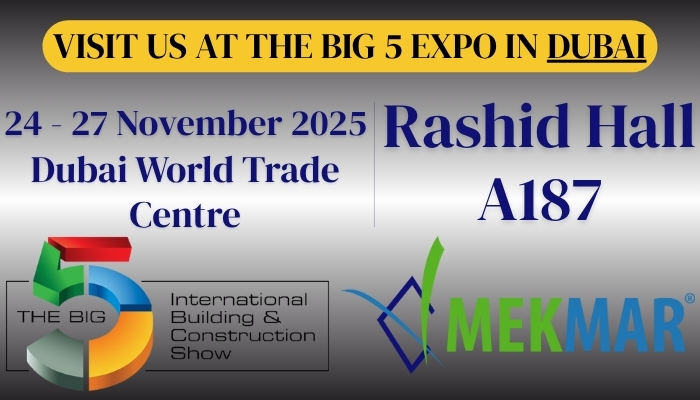 VISIT US AT THE BIG 5 EXPO IN DUBAI
24 - 27 November 2025
Dubai World Trade
Centre
Rashid Hall
A187
5
THE BIG
International
Building &
Construction
Show
MEKMAR®